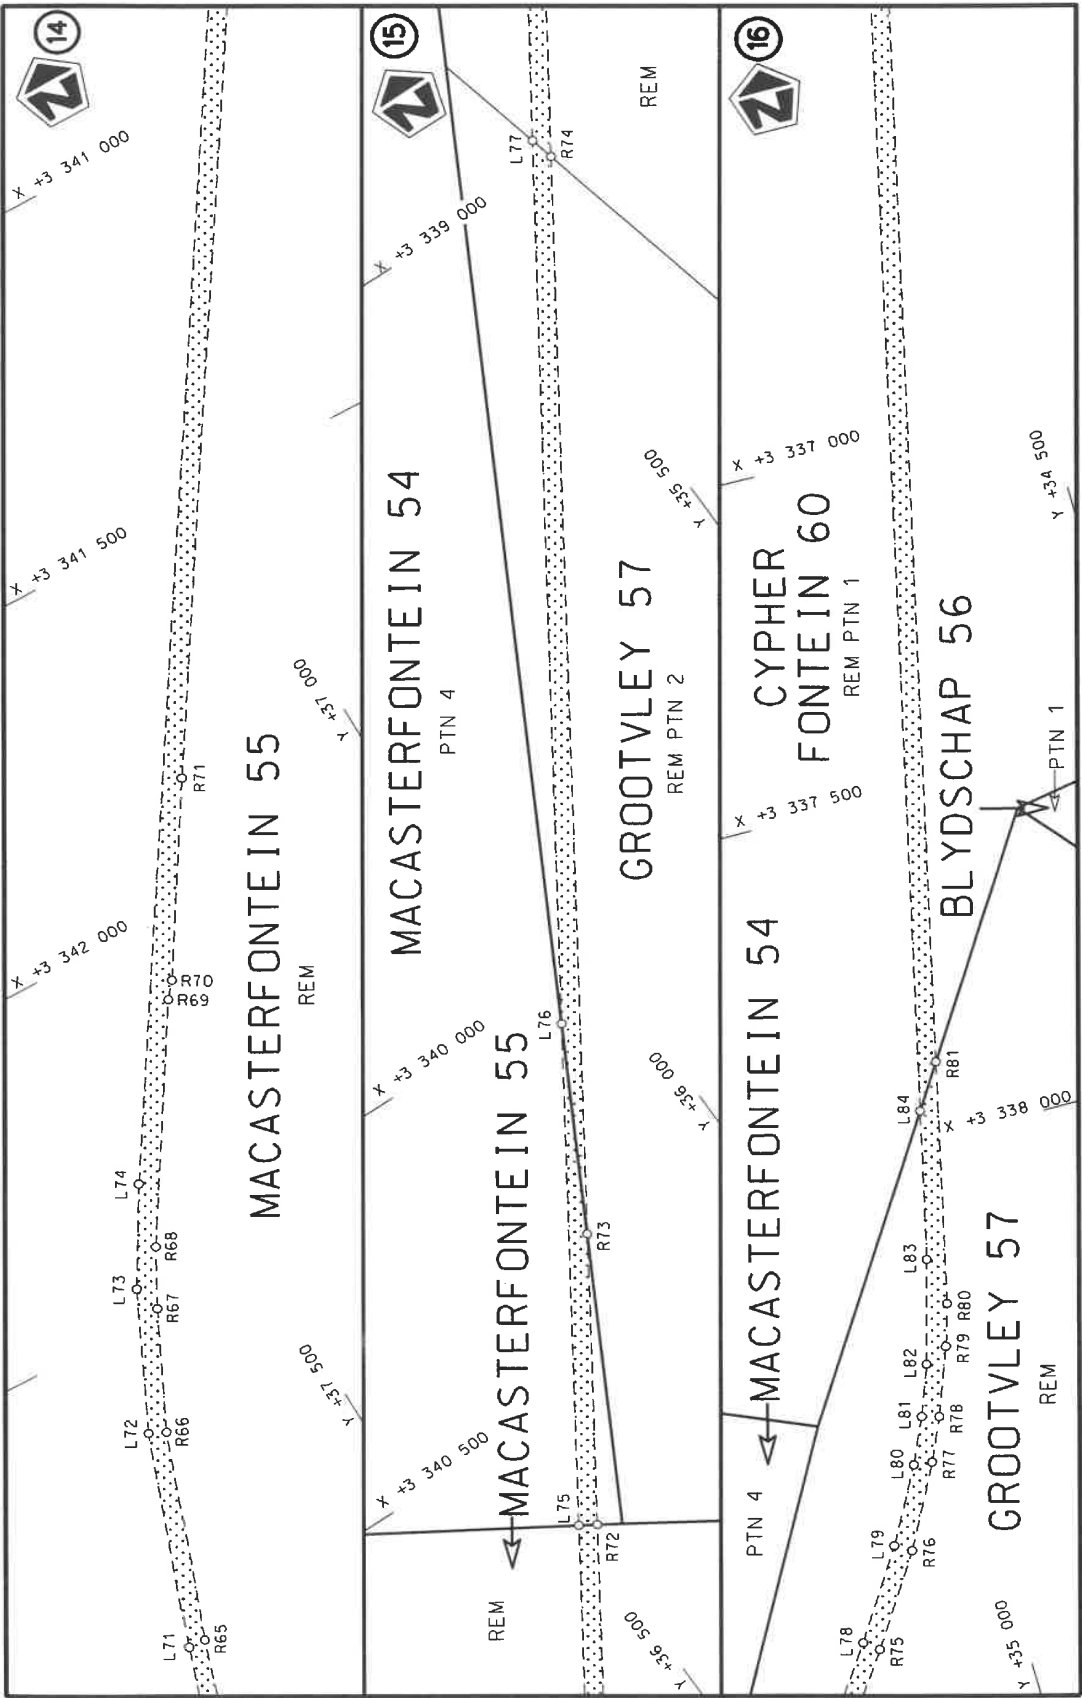 14
X +3 341 000
X +3 341 500
X +3 342 000
Y +37 000
Y +37 500
MACASTERFONTEIN 55
REM
L71
R65
L72
R66
L73
R67
R68
L74
R69
R70
R71
15
X +3 339 000
X +3 340 000
X +3 340 500
Y +35 500
Y +36 000
Y +36 500
MACASTERFONTEIN 54
PTN 4
MACASTERFONTEIN 55
REM
GROOTVLEY 57
REM PTN 2
REM
L75
R72
R73
L76
L77
R74
16
X +3 337 000
X +3 337 500
X +3 338 000
Y +34 500
Y +35 000
CYPHER
FONTEIN 60
REM PTN 1
MACASTERFONTEIN 54
PTN 4
BLYDSCHAP 56
PTN 1
GROOTVLEY 57
REM
L78
R75
L79
R76
L80
R77
L81
R78
L82
R79
R80
L83
L84
R81